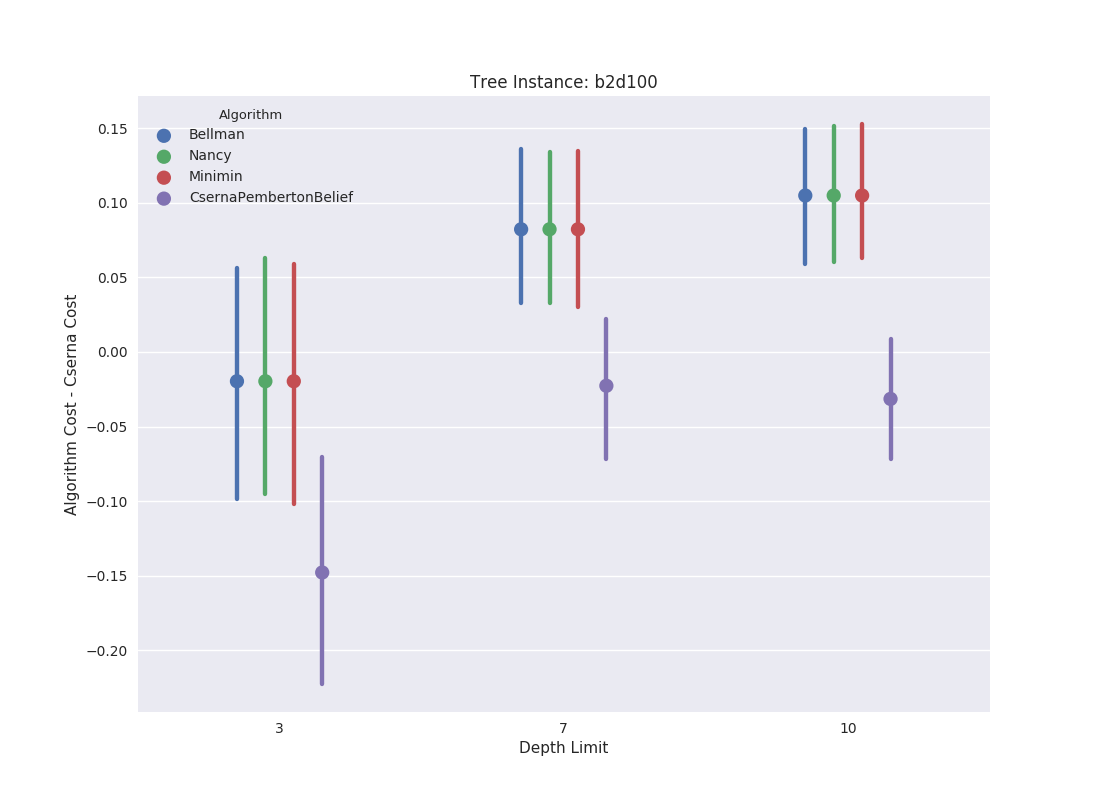 Tree Instance: b2d100
Algorithm
Bellman
Nancy
Minimin
CsernaPembertonBelief
0.15
0.10
0.05
0.00
−0.05
−0.10
−0.15
−0.20
Algorithm Cost - Cserna Cost
3
7
10
Depth Limit